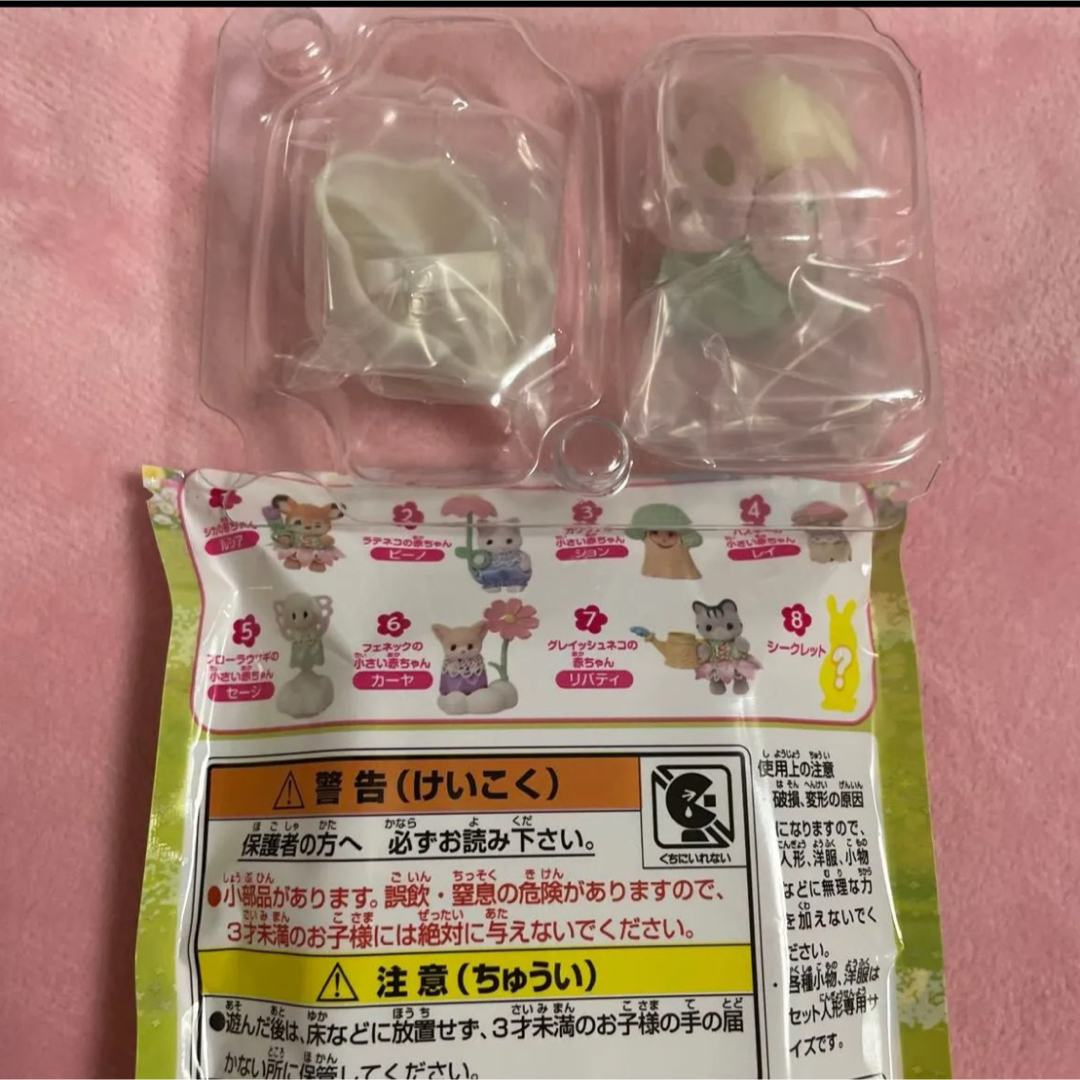 1
シカの赤ちゃん
ルシア
2
ラテネコの赤ちゃん
ピーノ
3
小さい赤ちゃん
ション
4
小さい赤ちゃん
レイ
5
フローラウサギの
小さい赤ちゃん
セージ
6
フェネックの
小さい赤ちゃん
カーヤ
7
グレイッシュネコの
赤ちゃん
リバティ
8
シークレット
?
警告(けいこく)
くちにいれない
保護者の方へ 必ずお読み下さい。
●小部品があります。誤飲・窒息の危険がありますので、
3才未満のお子様には絶対に与えないでください。
注意(ちゅうい)
●遊んだ後は、床などに放置せず、3才未満のお子様の手の届
かない所に保管してください。
使用上の注意
破損、変形の原因
になりますので、
人形、洋服、小物
などに無理な力
を加えないでく
ださい。
・各種小物、洋服は
セット人形専用サ
イズです。